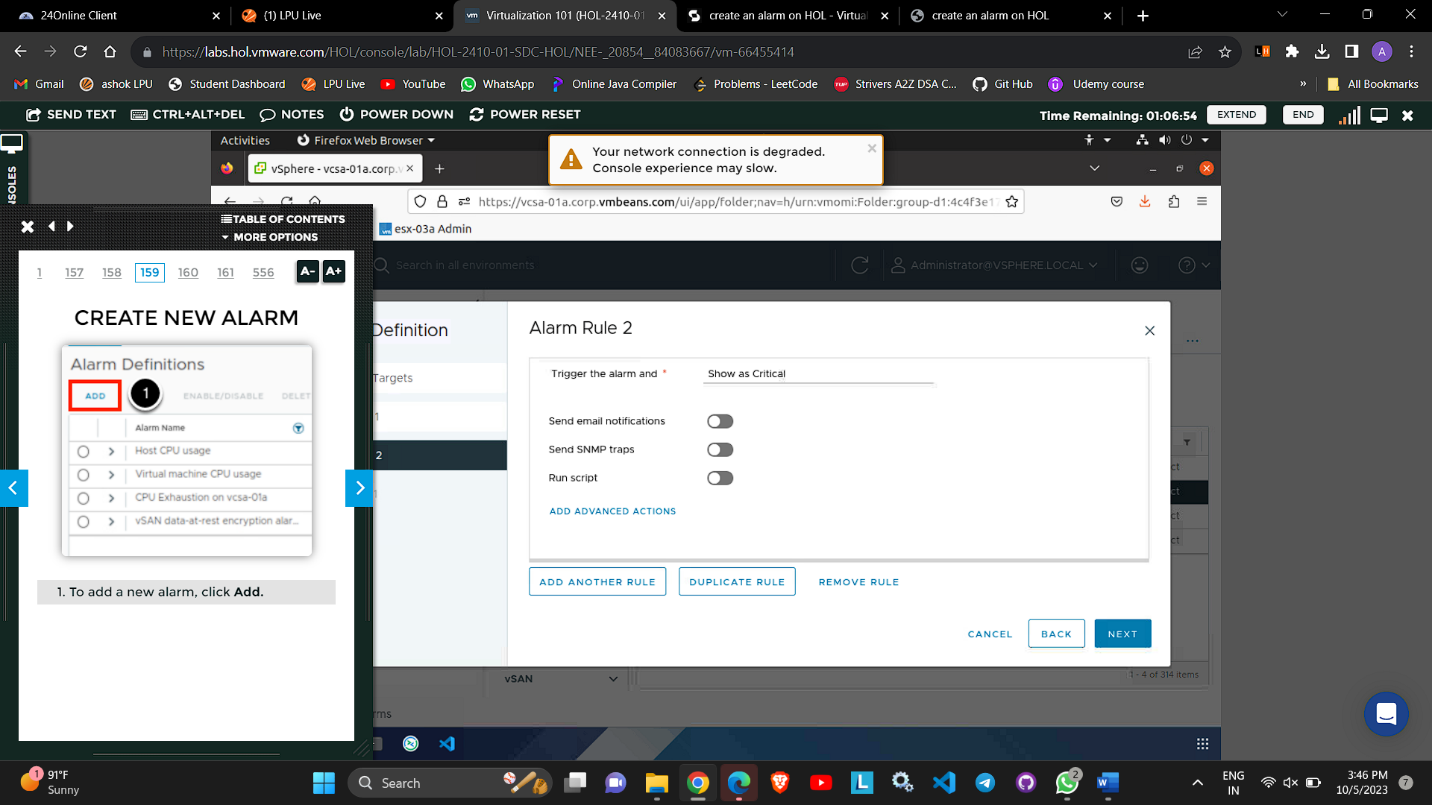 24Online Client
(1) LPU Live
Virtualization 101 (HOL-2410-01
create an alarm on HOL - Virtual
create an alarm on HOL
https://labs.hol.vmware.com/HOL/console/lab/HOL-2410-01-SDC-HOL/NEE-_20854__84083667/vm-66455414
A
Gmail
ashok LPU
Student Dashboard
LPU Live
YouTube
WhatsApp
Online Java Compiler
Problems - LeetCode
Strivers A2Z DSA C...
Git Hub
Udemy course
»
All Bookmarks
SEND TEXT
CTRL+ALT+DEL
NOTES
POWER DOWN
POWER RESET
Time Remaining: 01:06:54
EXTEND
END
Activities
Firefox Web Browser
Your network connection is degraded.
Console experience may slow.
vSphere - vcsa-01a.corp.v
https://vcsa-01a.corp.vmbeans.com/ui/app/folder;nav=h/urn:vmomi:Folder:group-d1:4c4f3e1
esx-03a Admin
Search in all environments
Administrator@VSPHERE.LOCAL
TABLE OF CONTENTS
MORE OPTIONS
1 157 158 159 160 161 556
A- A+
CREATE NEW ALARM
Alarm Definitions
ADD
1
ENABLE/DISABLE
DELET
Alarm Name
Host CPU usage
Virtual machine CPU usage
CPU Exhaustion on vcsa-01a
vSAN data-at-rest encryption alar...
1. To add a new alarm, click Add.
Definition
Targets
1
2
Alarm Rule 2
Trigger the alarm and *
Show as Critical
Send email notifications
Send SNMP traps
Run script
ADD ADVANCED ACTIONS
ADD ANOTHER RULE
DUPLICATE RULE
REMOVE RULE
CANCEL
BACK
NEXT
vSAN
1 - 4 of 314 items
rms
91°F
Sunny
1
Search
2
ENG
IN
3:46 PM
10/5/2023
7